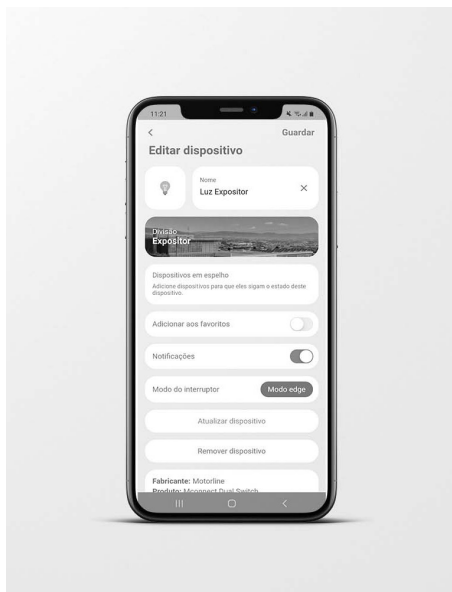 11:21
Guardar
Editar dispositivo
Nome
Luz Expositor
Divisão
Expositor
Dispositivos em espelho
Adicione dispositivos para que eles sigam o estado deste
dispositivo.
Adicionar aos favoritos
Notificações
Modo do interruptor
Modo edge
Atualizar dispositivo
Remover dispositivo
Fabricante: Motorline
Produto: Mconnect Dual Switch